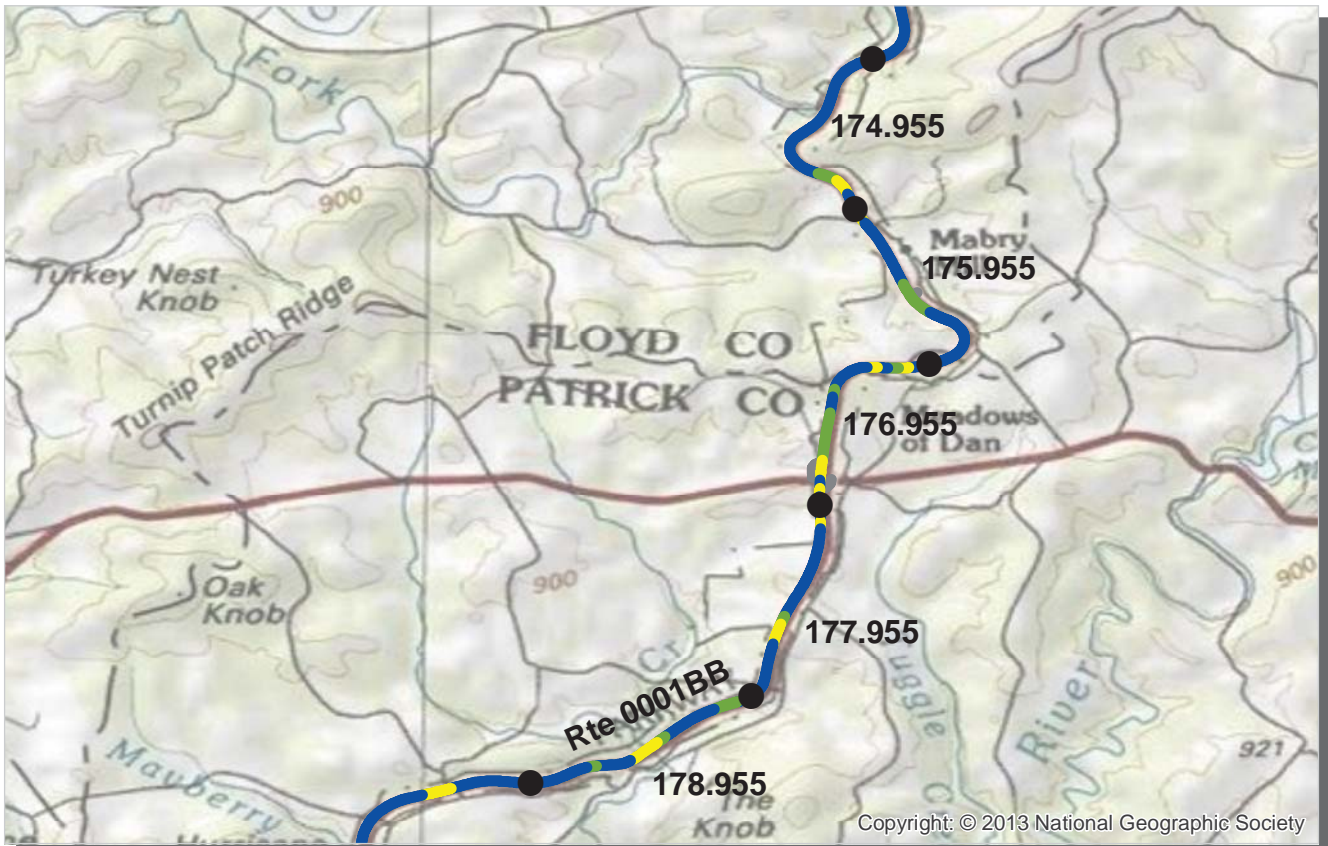 Fork
174.955
900
Mabry
175.955
Turkey Nest
Knob
Turnip Patch Ridge
FLOYD CO
PATRICK CO
176.955
Meadows
of Dan
Oak
Knob
900
900
177.955
Cr
Rte 0001BB
River
921
Mayberry
178.955
The
Knob
Copyright: © 2013 National Geographic Society